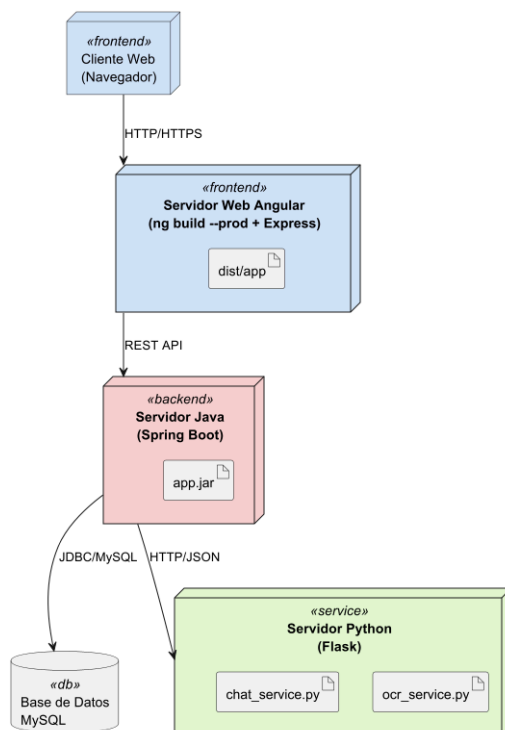 «frontend»
Cliente Web
(Navegador)
HTTP/HTTPS
«frontend»
Servidor Web Angular
(ng build --prod + Express)
dist/app
REST API
«backend»
Servidor Java
(Spring Boot)
app.jar
JDBC/MySQL
HTTP/JSON
«service»
Servidor Python
(Flask)
chat_service.py
ocr_service.py
«db»
Base de Datos
MySQL